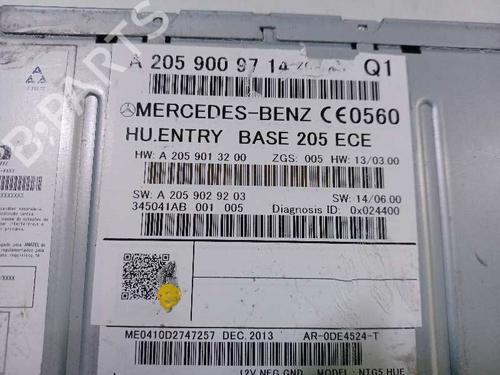 A 205 900 97 14 Q1
MERCEDES-BENZ CE0560
HU.ENTRY BASE 205 ECE
HW: A 205 901 32 00 ZGS: 005 HW: 13/03.00
SW: A 205 902 92 03 SW: 14/06.00
345041AB 001 005 Diagnosis ID: 0x024400
ME0410D2747257 DEC.2013 AR-0DE4524-T
12V NEG GND MODEL: NTG5 HUE
B-PARTS